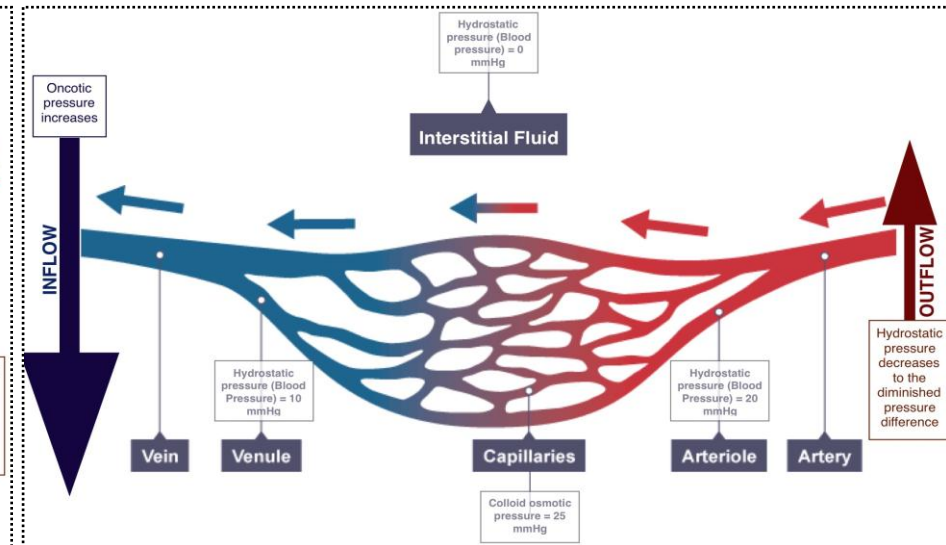 Hydrostatic
pressure (Blood
pressure) = 0
mmHg
Interstitial Fluid
Oncotic
pressure
increases
INFLOW
OUTFLOW
Hydrostatic
pressure
decreases
to the
diminished
pressure
difference
Hydrostatic
pressure (Blood
Pressure) = 10
mmHg
Hydrostatic
pressure (Blood
Pressure) = 20
mmHg
Vein
Venule
Capillaries
Arteriole
Artery
Colloid osmotic
pressure = 25
mmHg